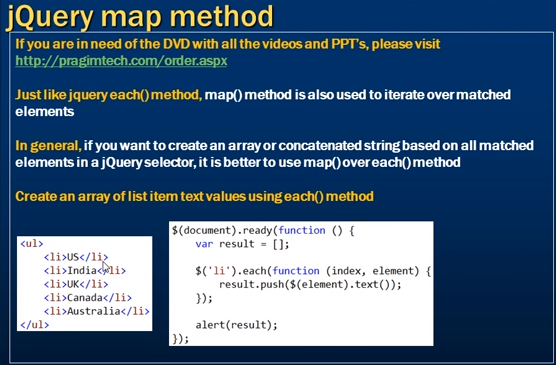 jQuery map method
If you are in need of the DVD with all the videos and PPT's, please visit
http://pragimtech.com/order.aspx
Just like jquery each() method, map() method is also used to iterate over matched
elements
In general, if you want to create an array or concatenated string based on all matched
elements in a jQuery selector, it is better to use map() over each() method
Create an array of list item text values using each() method
<ul>
    <li>US</li>
    <li>India</li>
    <li>UK</li>
    <li>Canada</li>
    <li>Australia</li>
</ul>
$(document).ready(function () {
    var result = [];
    $('li').each(function (index, element) {
        result.push($(element).text());
    });
    alert(result);
});